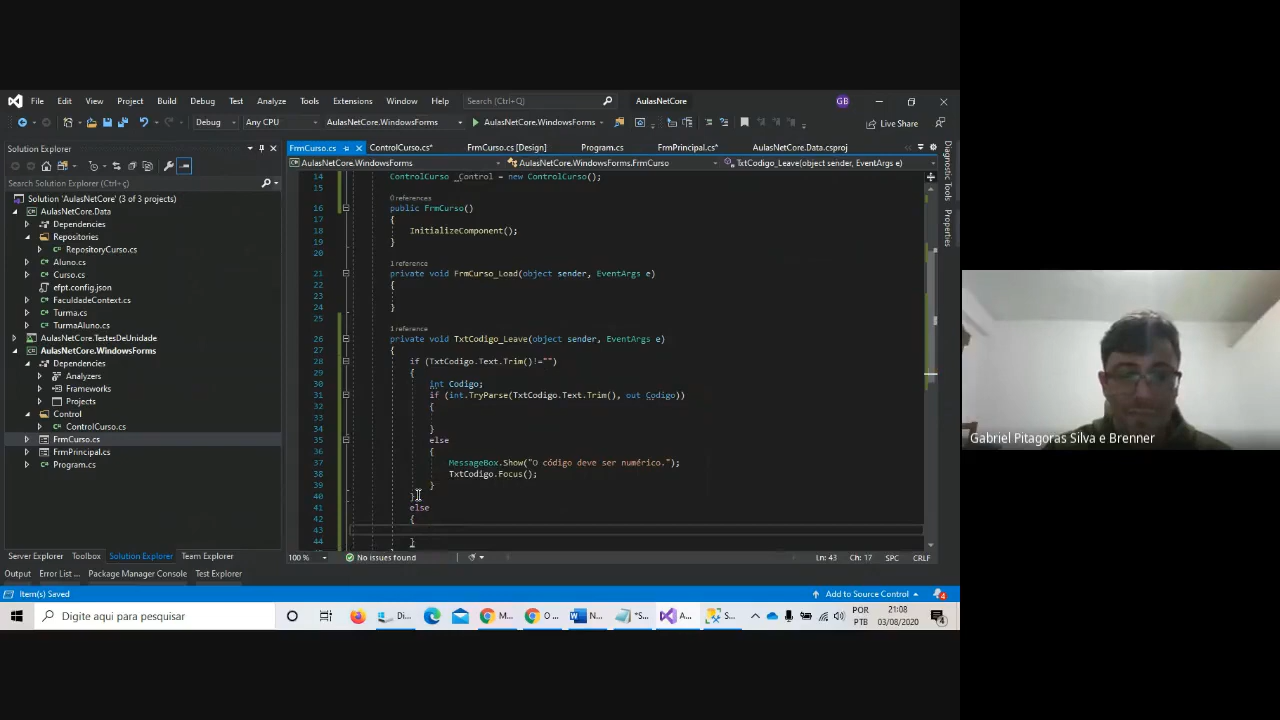 File Edit View Project Build Debug Test Analyze Tools Extensions Window Help Search (Ctrl+Q) AulasNetCore GB
Debug Any CPU AulasNetCore.WindowsForms AulasNetCore.WindowsForms Live Share
Solution Explorer
Search Solution Explorer (Ctrl+ç)
Solution 'AulasNetCore' (3 of 3 projects)
AulasNetCore.Data
Dependencies
Repositories
RepositoryCurso.cs
Aluno.cs
Curso.cs
efpt.config.json
FaculdadeContext.cs
Turma.cs
TurmaAluno.cs
AulasNetCore.TestesDeUnidade
AulasNetCore.WindowsForms
Dependencies
Analyzers
Frameworks
Projects
Control
ControlCurso.cs
FrmCurso.cs
FrmPrincipal.cs
Program.cs
Server Explorer Toolbox Solution Explorer Team Explorer
FrmCurso.cs ControlCurso.cs* FrmCurso.cs [Design] Program.cs FrmPrincipal.cs* AulasNetCore.Data.csproj
AulasNetCore.WindowsForms AulasNetCore.WindowsForms.FrmCurso TxtCodigo_Leave(object sender, EventArgs e)
14 ControlCurso _Control = new ControlCurso();
15
0 references
16 public FrmCurso()
17 {
18 InitializeComponent();
19 }
20
1 reference
21 private void FrmCurso_Load(object sender, EventArgs e)
22 {
23
24 }
25
1 reference
26 private void TxtCodigo_Leave(object sender, EventArgs e)
27 {
28 if (TxtCodigo.Text.Trim()!="")
29 {
30 int Codigo;
31 if (int.TryParse(TxtCodigo.Text.Trim(), out Codigo))
32 {
33
34 }
35 else
36 {
37 MessageBox.Show("O código deve ser numérico.");
38 TxtCodigo.Focus();
39 }
40 }
41 else
42 {
43
44 }
100 % No issues found Ln: 43 Ch: 17 SPC CRLF
Diagnostic Tools
Properties
Output Error List ... Package Manager Console Test Explorer
Item(s) Saved Add to Source Control 4
Digite aqui para pesquisar Di... M... O ... N... "S... A... S... POR PTB 21:08 03/08/2020 4
Gabriel Pitagoras Silva e Brenner